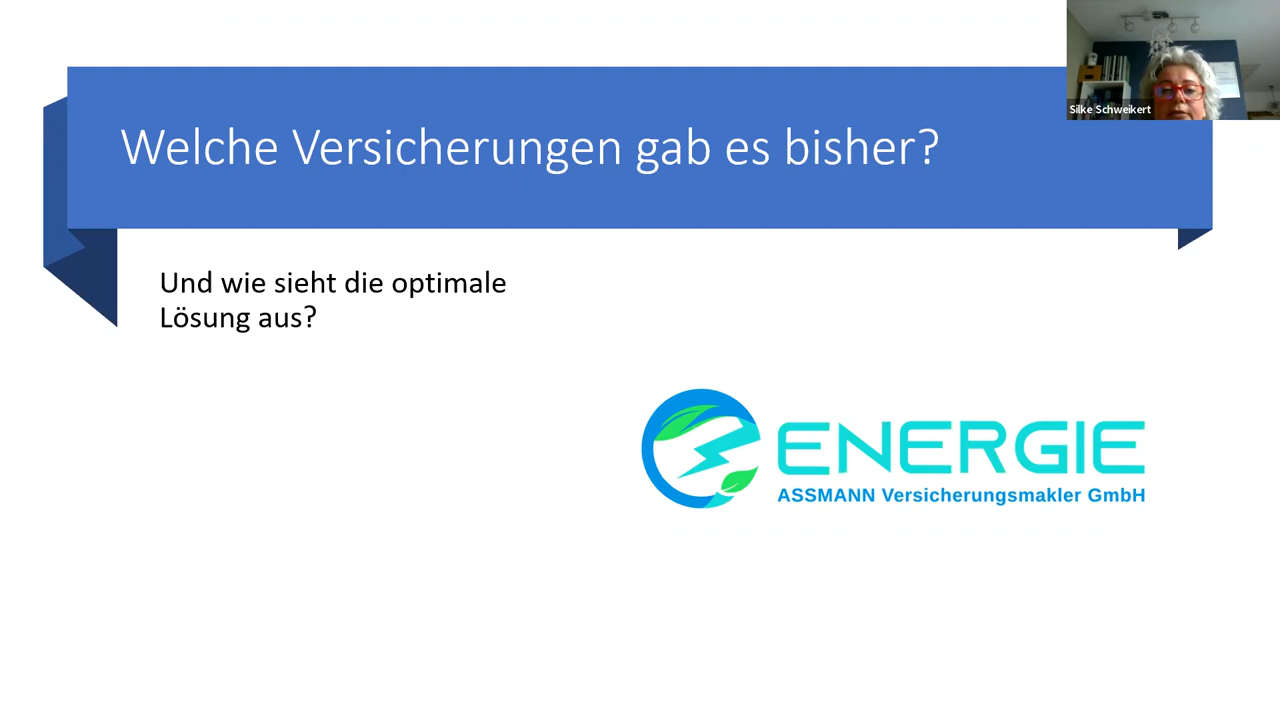 Silke Schweikert
Welche Versicherungen gab es bisher?
Und wie sieht die optimale
Lösung aus?
ENERGIE
ASSMANN Versicherungsmakler GmbH